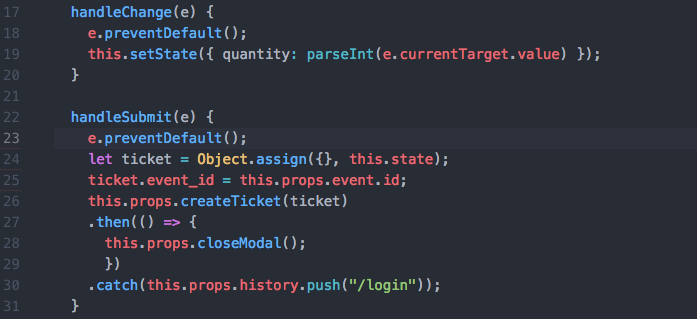 17 handleChange(e) {
18 e.preventDefault();
19 this.setState({ quantity: parseInt(e.currentTarget.value) });
20 }
21
22 handleSubmit(e) {
23 e.preventDefault();
24 let ticket = Object.assign({}, this.state);
25 ticket.event_id = this.props.event.id;
26 this.props.createTicket(ticket)
27 .then(() => {
28 this.props.closeModal();
29 })
30 .catch(this.props.history.push("/login"));
31 }